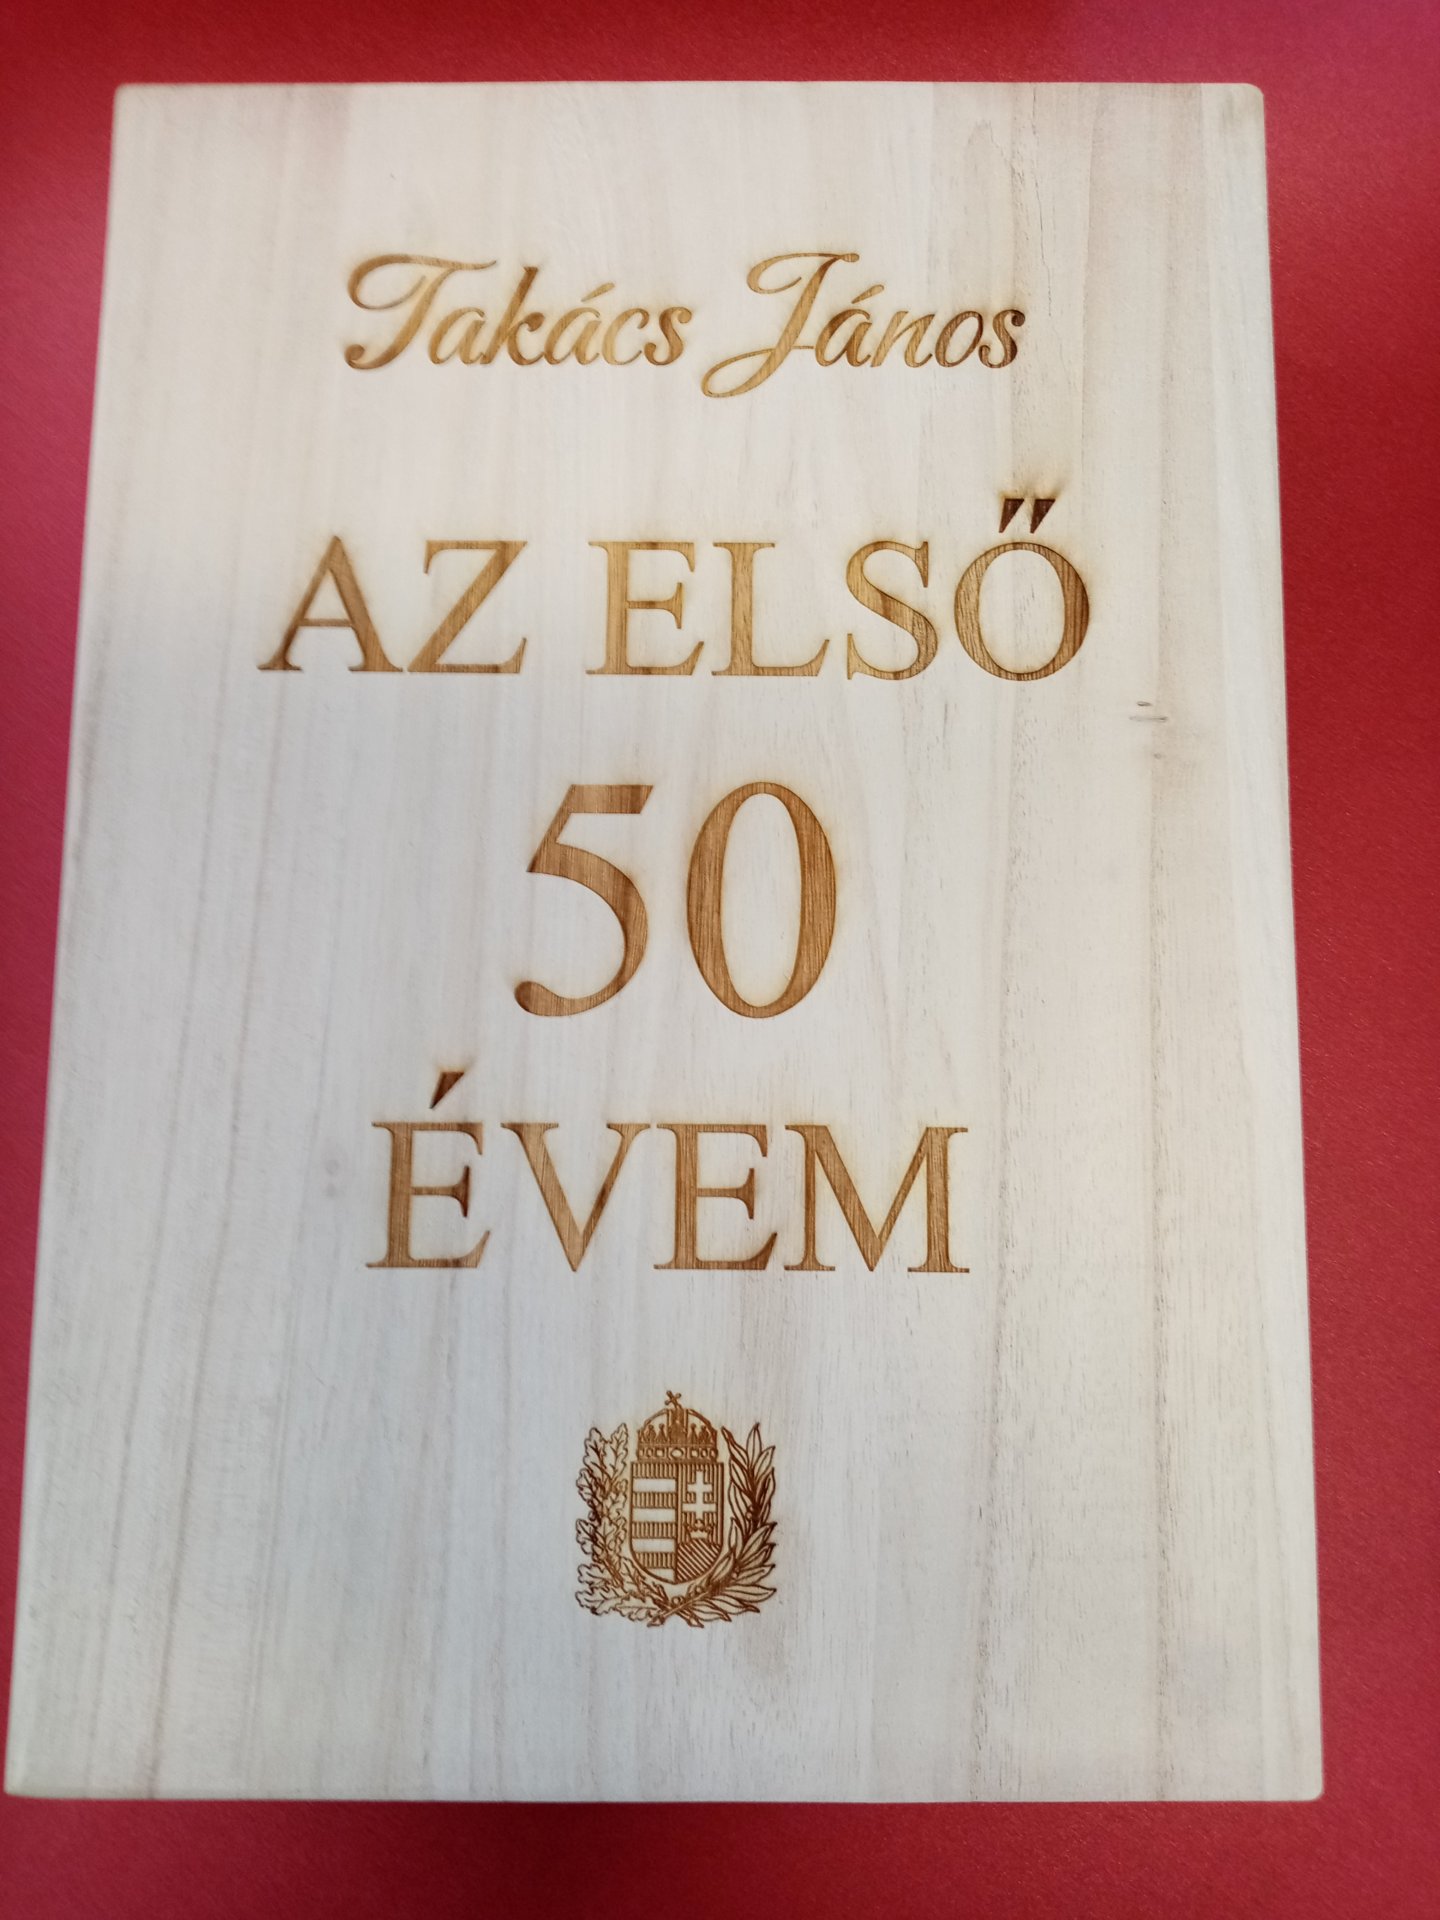 Takács János
AZ ELSŐ
50
ÉVEM